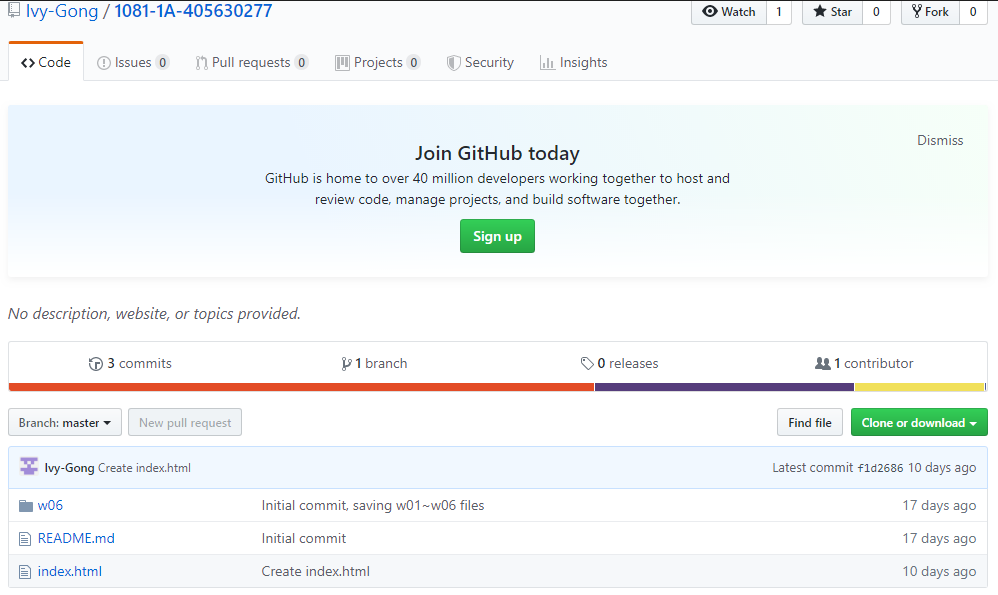 Ivy-Gong / 1081-1A-405630277
Watch 1 Star 0 Fork 0
Code Issues 0 Pull requests 0 Projects 0 Security Insights
Dismiss
Join GitHub today
GitHub is home to over 40 million developers working together to host and
review code, manage projects, and build software together.
Sign up
No description, website, or topics provided.
3 commits 1 branch 0 releases 1 contributor
Branch: master New pull request Find file Clone or download
Ivy-Gong Create index.html Latest commit f1d2686 10 days ago
w06 Initial commit, saving w01~w06 files 17 days ago
README.md Initial commit 17 days ago
index.html Create index.html 10 days ago